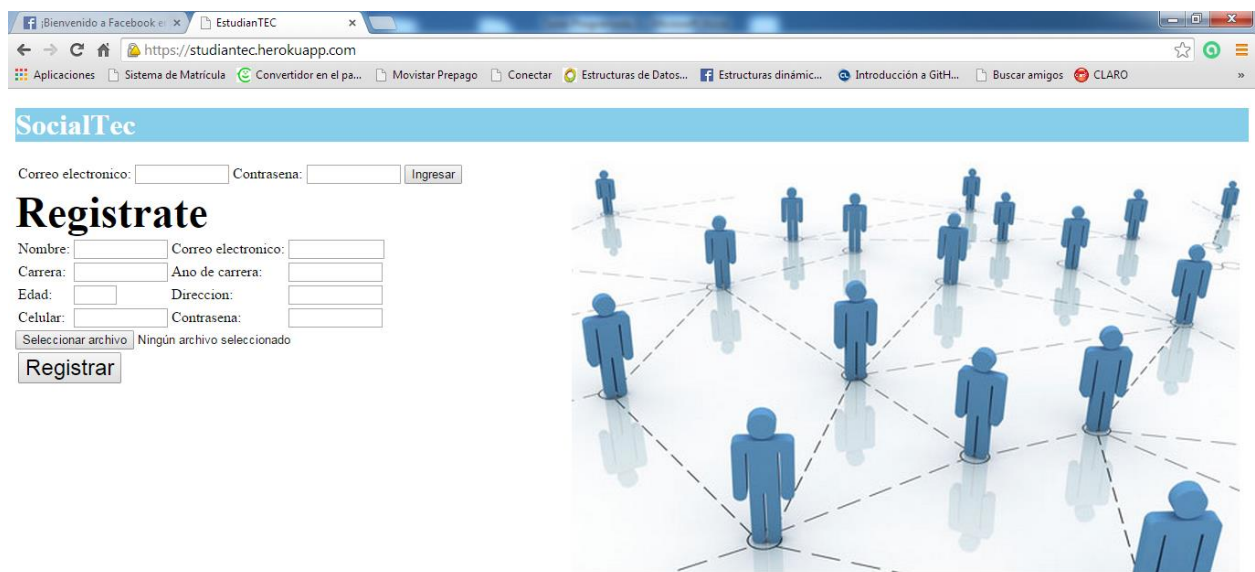 ¡Bienvenido a Facebook e
EstudianTEC
https://studiantec.herokuapp.com
Aplicaciones Sistema de Matrícula Convertidor en el pa... Movistar Prepago Conectar Estructuras de Datos... Estructuras dinámic... Introducción a GitH... Buscar amigos CLARO »
SocialTec
Correo electronico: Contrasena: Ingresar
Registrate
Nombre: Correo electronico:
Carrera: Ano de carrera:
Edad: Direccion:
Celular: Contrasena:
Seleccionar archivo Ningún archivo seleccionado
Registrar